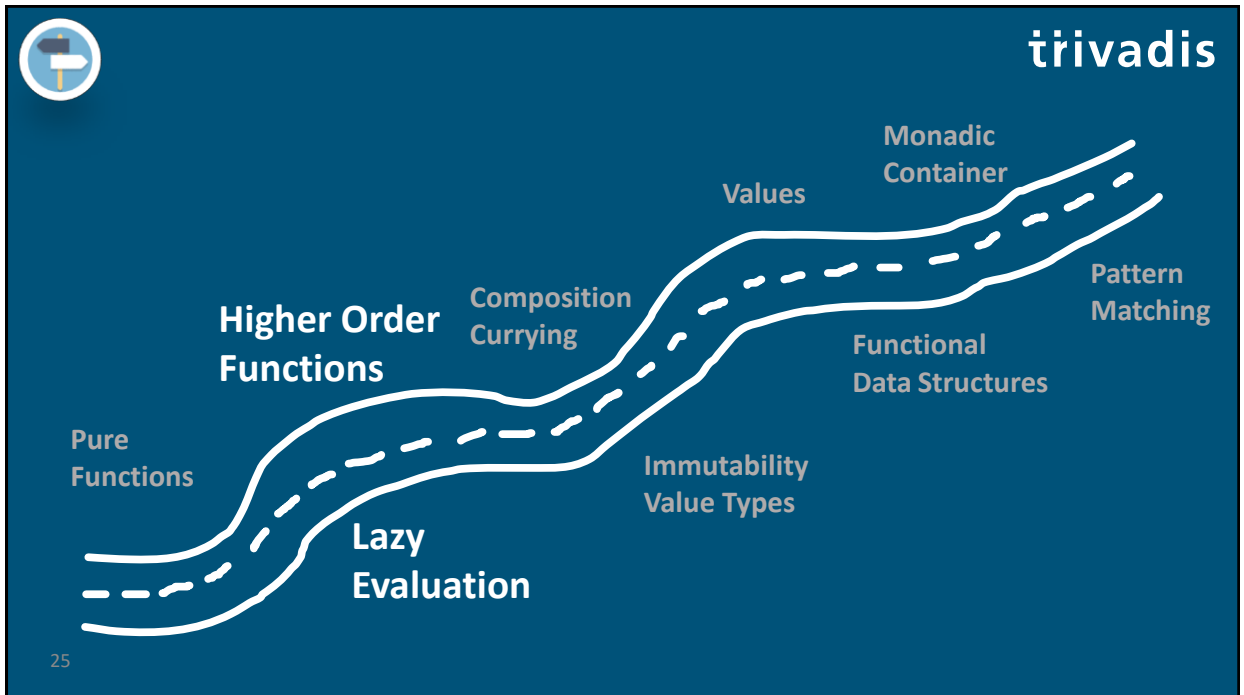 trivadis
Monadic
Container
Values
Pattern
Matching
Composition
Currying
Higher Order
Functions
Functional
Data Structures
Pure
Functions
Immutability
Value Types
Lazy
Evaluation
25